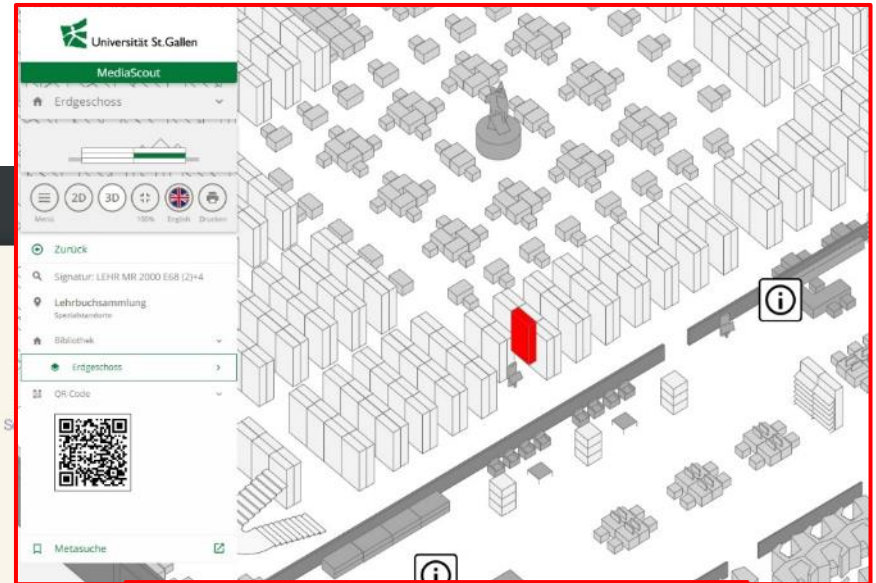 Universität St.Gallen
MediaScout
Erdgeschoss
2D
3D
Menü
100%
English
Drucken
Zurück
Signatur: LEHR MR 2000 E68 (2)+4
Lehrbuchsammlung
Spezialstandorte
Bibliothek
Erdgeschoss
QR-Code
Metasuche